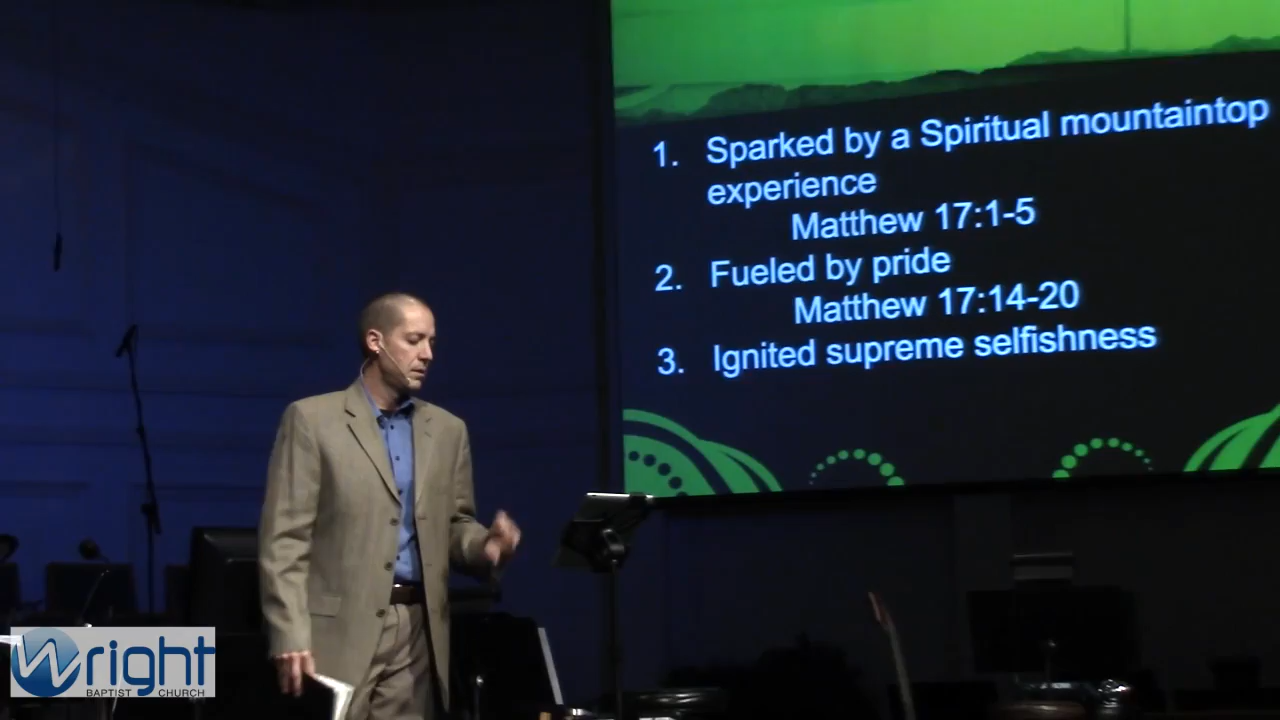 1. Sparked by a Spiritual mountaintop
experience
Matthew 17:1-5
2. Fueled by pride
Matthew 17:14-20
3. Ignited supreme selfishness
Wright
BAPTIST CHURCH